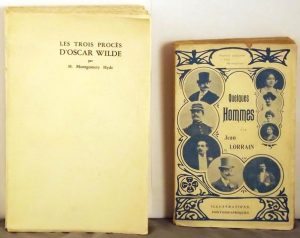 LES TROIS PROCÈS
D'OSCAR WILDE
par
H. Montgomery Hyde
Quelques
Hommes
PAR
Jean
LORRAIN
ILLUSTRATIONS
PHOTOGRAPHIQUES